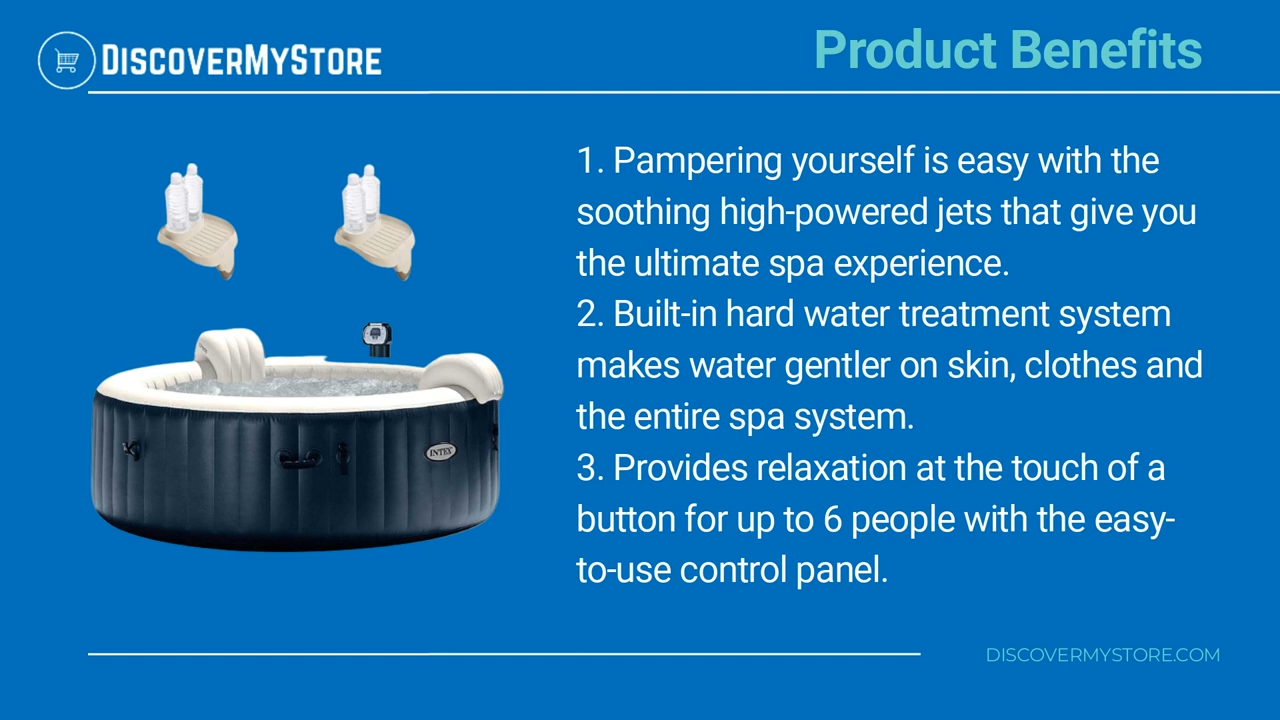 DISCOVERMYSTORE
Product Benefits
1. Pampering yourself is easy with the
soothing high-powered jets that give you
the ultimate spa experience.
2. Built-in hard water treatment system
makes water gentler on skin, clothes and
the entire spa system.
3. Provides relaxation at the touch of a
button for up to 6 people with the easy-
to-use control panel.
INTEX
DISCOVERMYSTORE.COM